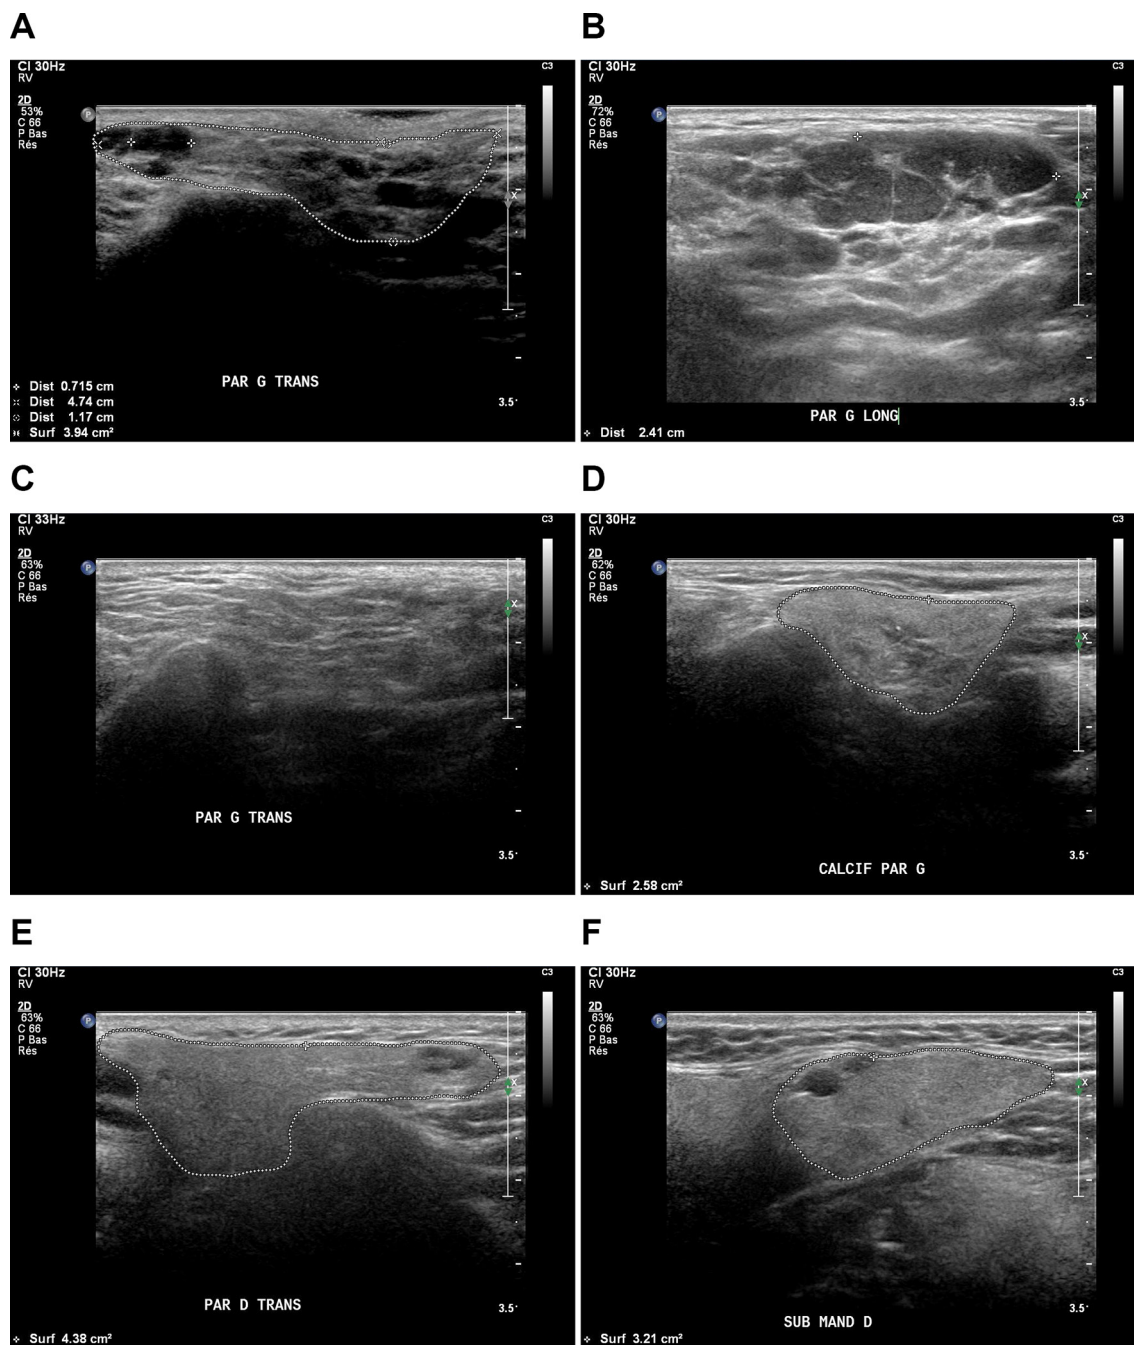 A
CI 30Hz
RV
2D
53%
C 66
P Bas
Rés
C3
P
X
PAR G TRANS
3.5
Dist 0.715 cm
Dist 4.74 cm
Dist 1.17 cm
Surf 3.94 cm²
B
CI 30Hz
RV
2D
72%
C 66
P Bas
Rés
C3
P
X
3.5
PAR G LONG
Dist 2.41 cm
C
CI 33Hz
RV
2D
63%
C 66
P Bas
Rés
C3
P
X
PAR G TRANS
3.5
D
CI 30Hz
RV
2D
62%
C 66
P Bas
Rés
C3
P
X
3.5
CALCIF PAR G
Surf 2.58 cm²
E
CI 30Hz
RV
2D
63%
C 66
P Bas
Rés
C3
P
X
PAR D TRANS
3.5
Surf 4.38 cm²
F
CI 30Hz
RV
2D
63%
C 66
P Bas
Rés
C3
P
X
3.5
SUB MAND D
Surf 3.21 cm²